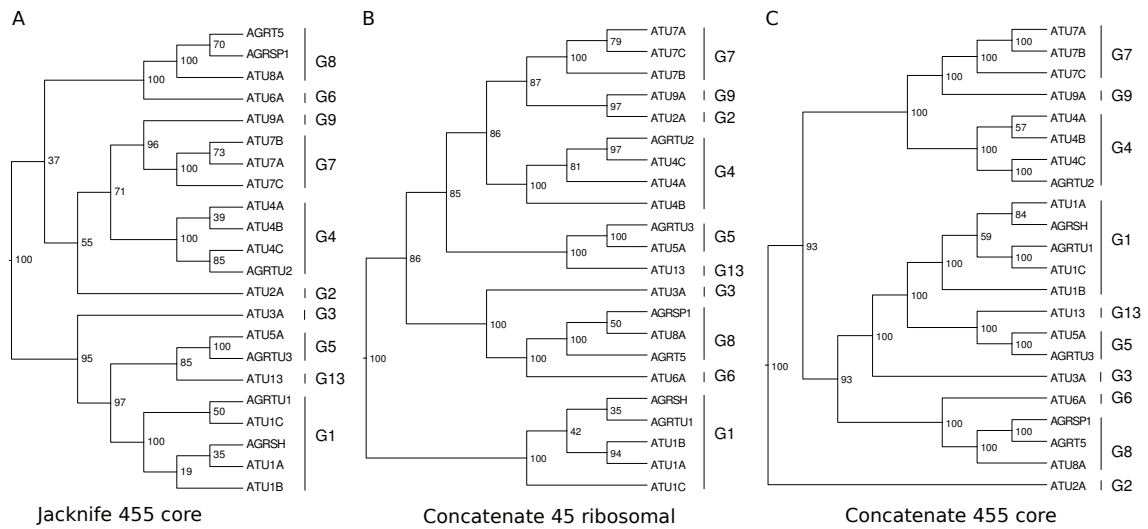 A
AGRT5
AGRSP1
ATU8A
ATU6A
ATU9A
ATU7B
ATU7A
ATU7C
ATU4A
ATU4B
ATU4C
AGRTU2
ATU2A
ATU3A
ATU5A
AGRTU3
ATU13
AGRTU1
ATU1C
AGRSH
ATU1A
ATU1B
G8
G6
G9
G7
G4
G2
G3
G5
G13
G1
70
100
100
37
96
73
100
71
55
39
100
85
100
95
100
85
97
50
100
35
19
Jacknife 455 core
B
ATU7A
ATU7C
ATU7B
ATU9A
ATU2A
AGRTU2
ATU4C
ATU4A
ATU4B
AGRTU3
ATU5A
ATU13
ATU3A
AGRSP1
ATU8A
AGRT5
ATU6A
AGRSH
AGRTU1
ATU1B
ATU1A
ATU1C
G7
G9
G2
G4
G5
G13
G3
G8
G6
G1
79
100
87
97
86
97
81
100
85
100
100
86
50
100
100
100
100
35
42
94
100
Concatenate 45 ribosomal
C
ATU7A
ATU7B
ATU7C
ATU9A
ATU4A
ATU4B
ATU4C
AGRTU2
ATU1A
AGRSH
AGRTU1
ATU1C
ATU1B
ATU13
ATU5A
AGRTU3
ATU3A
ATU6A
AGRSP1
AGRT5
ATU8A
ATU2A
G7
G9
G4
G1
G13
G5
G3
G6
G8
G2
100
100
100
100
57
100
100
93
84
59
100
100
100
100
100
100
93
100
100
100
100
Concatenate 455 core